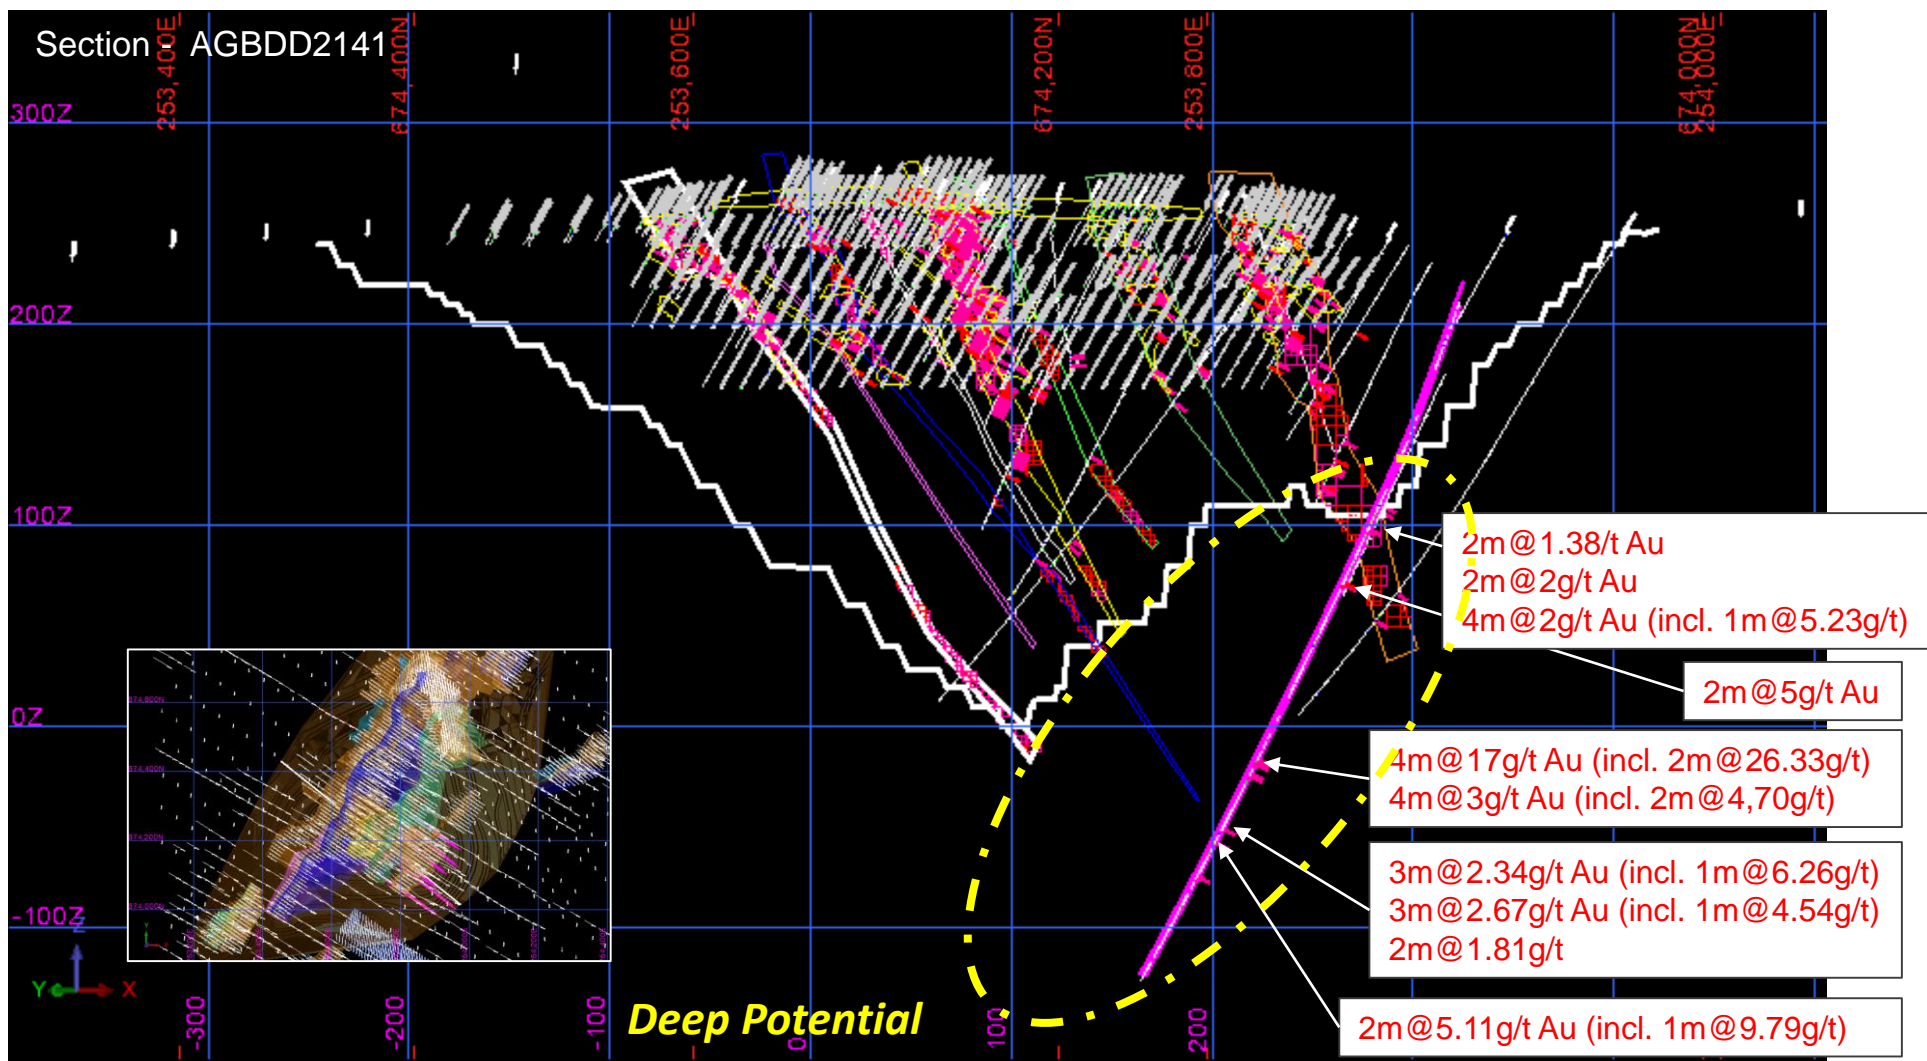 Section - AGBDD2141
253,400E
674,400N
253,600E
674,200N
253,800E
674,000N
254,000E
300Z
200Z
100Z
0Z
-100Z
2m@1.38/t Au
2m@2g/t Au
4m@2g/t Au (incl. 1m@5.23g/t)
2m@5g/t Au
4m@17g/t Au (incl. 2m@26.33g/t)
4m@3g/t Au (incl. 2m@4,70g/t)
3m@2.34g/t Au (incl. 1m@6.26g/t)
3m@2.67g/t Au (incl. 1m@4.54g/t)
2m@1.81g/t
2m@5.11g/t Au (incl. 1m@9.79g/t)
Z
Y
X
-300
-200
-100
0
100
200
Deep Potential